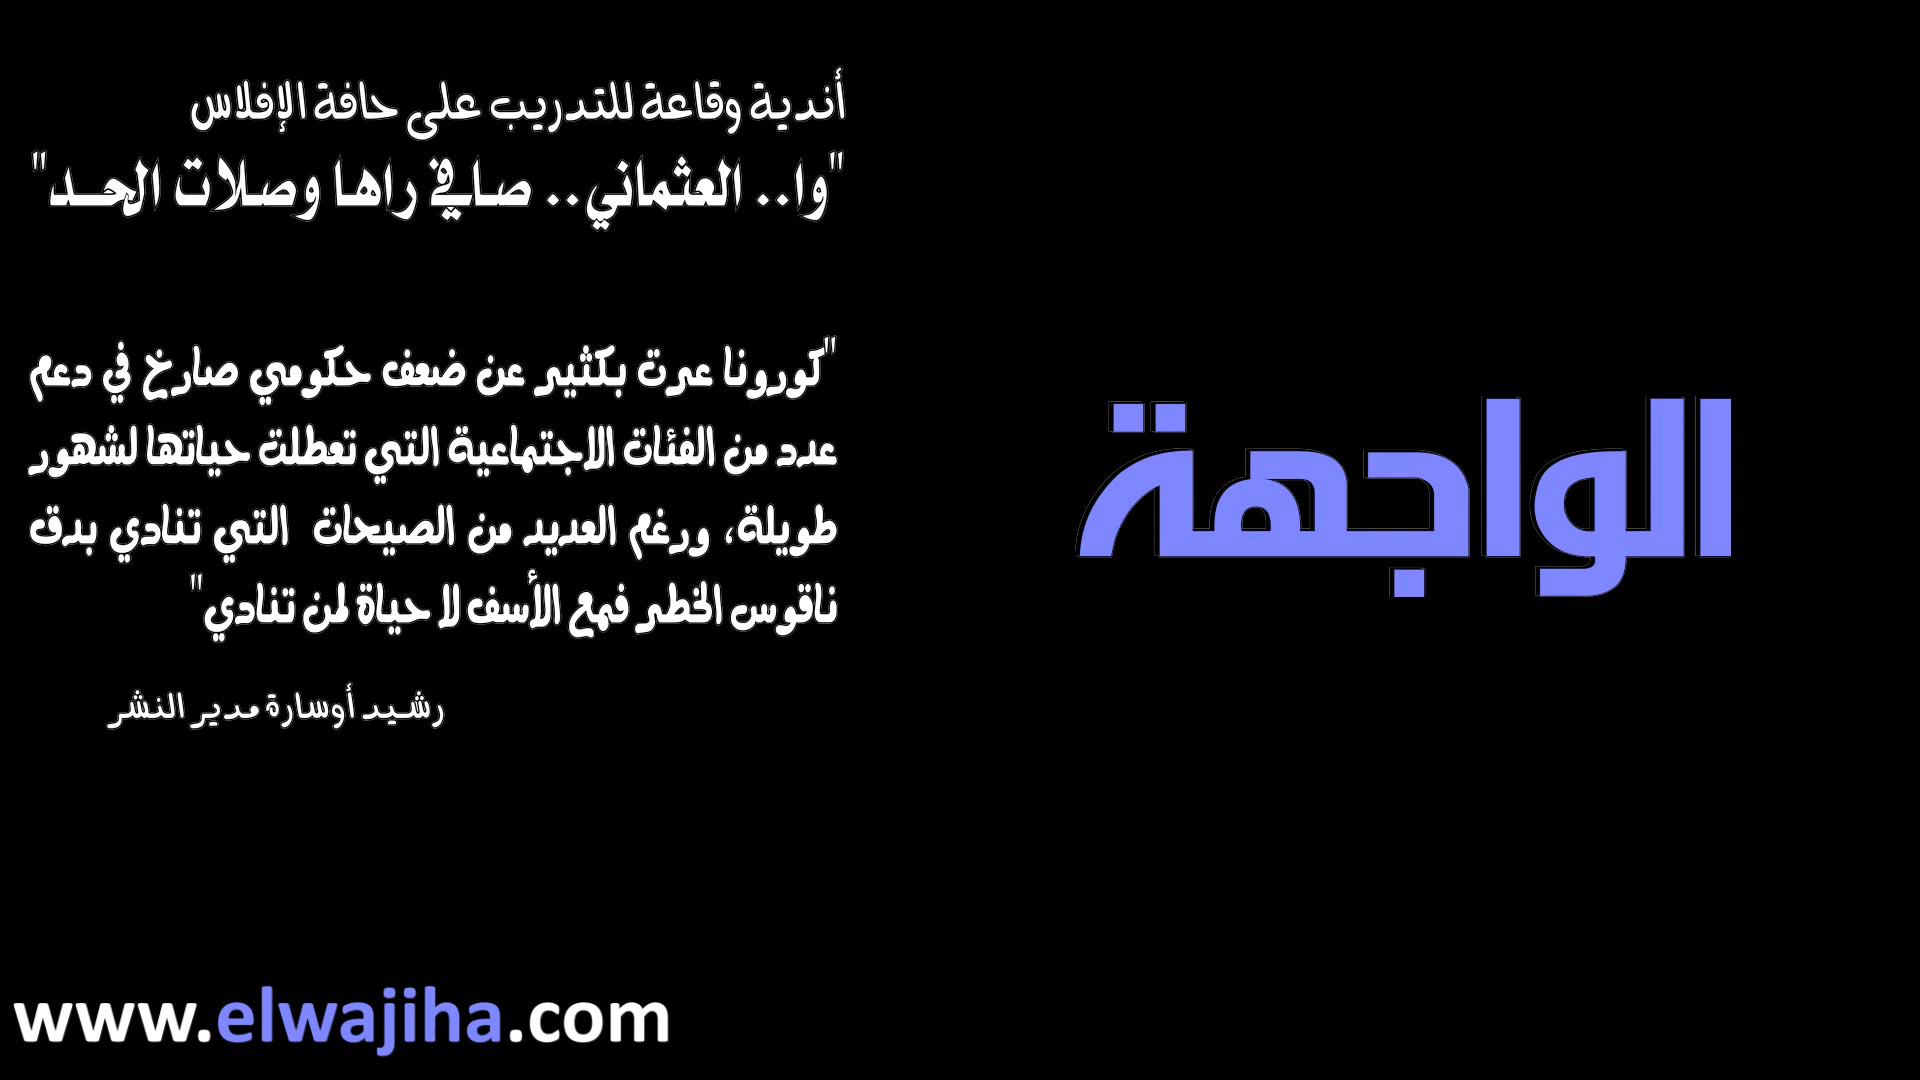 أندية وقاعة للتدريب على حافة الإفلاس
"وا.. العثماني.. صافي راها وصلات الحد"
"كورونا عرت بكثير عن ضعف حكومي صارخ في دعم
عدد من الفئات الاجتماعية التي تعطلت حياتها لشهور
طويلة، ورغم العديد من الصيحات التي تنادي بدق
ناقوس الخطر فمع الأسف لا حياة لمن تنادي"
رشيد أوسارة مدير النشر
الواجهة
www.elwajiha.com